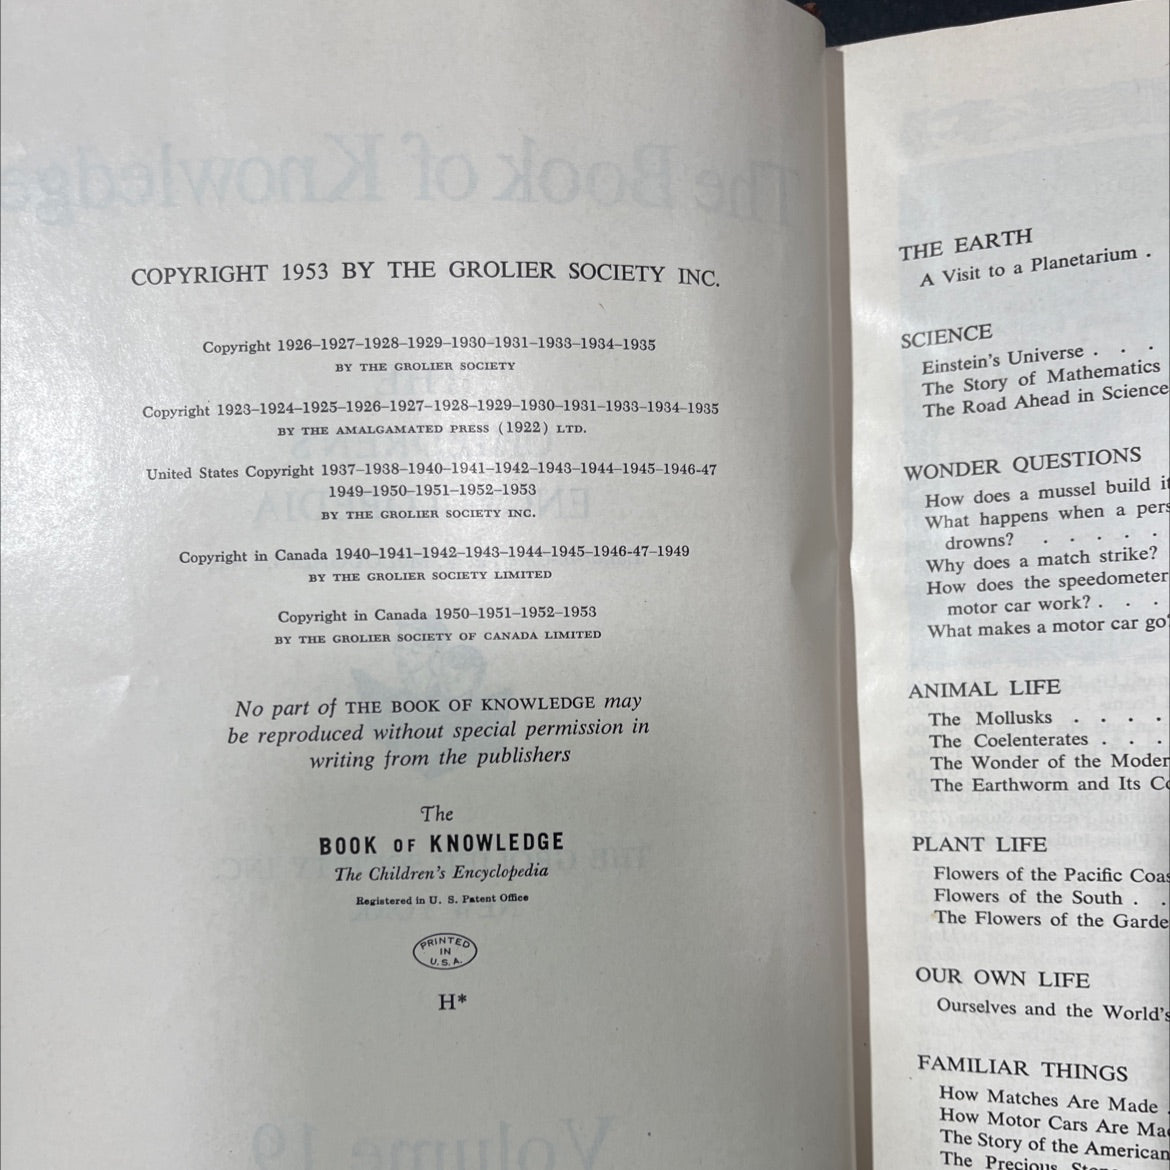 COPYRIGHT 1953 BY THE GROLIER SOCIETY INC.
Copyright 1926–1927–1928–1929–1930–1931–1933–1934–1935
BY THE GROLIER SOCIETY
Copyright 1923–1924–1925–1926–1927–1928–1929–1930–1931–1933–1934–1935
BY THE AMALGAMATED PRESS (1922) LTD.
United States Copyright 1937–1938–1940–1941–1942–1943–1944–1945–1946-47
1949–1950–1951–1952–1953
BY THE GROLIER SOCIETY INC.
Copyright in Canada 1940–1941–1942–1943–1944–1945–1946-47–1949
BY THE GROLIER SOCIETY LIMITED
Copyright in Canada 1950–1951–1952–1953
BY THE GROLIER SOCIETY OF CANADA LIMITED
No part of THE BOOK OF KNOWLEDGE may
be reproduced without special permission in
writing from the publishers
The
BOOK OF KNOWLEDGE
The Children's Encyclopedia
Registered in U. S. Patent Office
PRINTED
IN
U.S.A.
H*
THE EARTH
A Visit to a Planetarium .
SCIENCE
Einstein's Universe . . .
The Story of Mathematics
The Road Ahead in Science
WONDER QUESTIONS
How does a mussel build
What happens when a
drowns? . . . . .
Why does a match strike?
How does the speedometer
motor car work? . . .
What makes a motor car go?
ANIMAL LIFE
The Mollusks . . . .
The Coelenterates . . .
The Wonder of the
The Earthworm and Its
PLANT LIFE
Flowers of the Pacific
Flowers of the South . .
The Flowers of the
OUR OWN LIFE
Ourselves and the World's
FAMILIAR THINGS
How Matches Are Made .
How Motor Cars Are
The Story of the American
The Precious